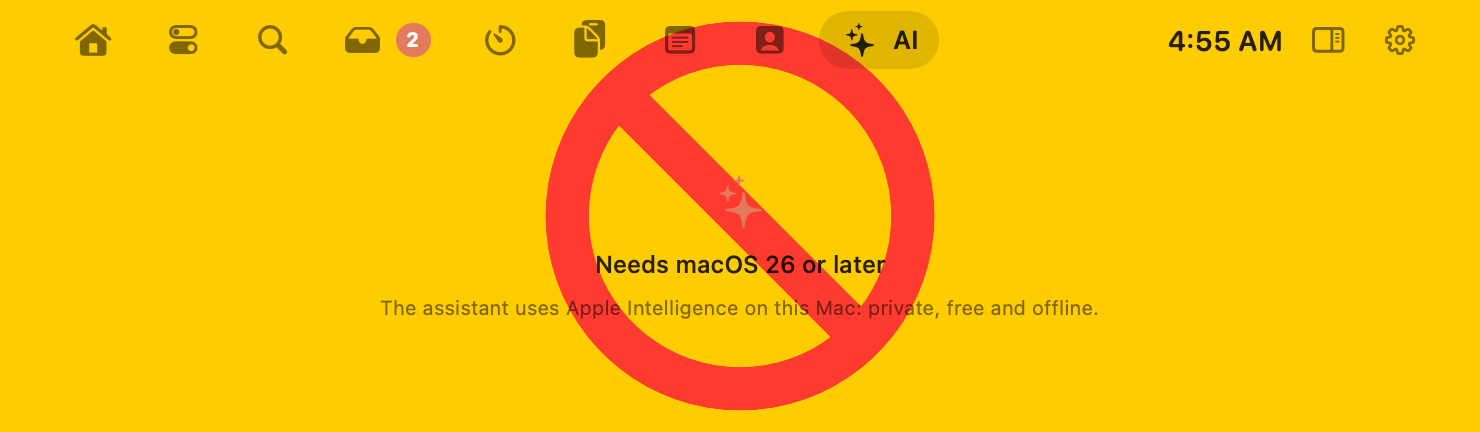 2
AI
4:55 AM
Needs macOS 26 or later
The assistant uses Apple Intelligence on this Mac: private, free and offline.